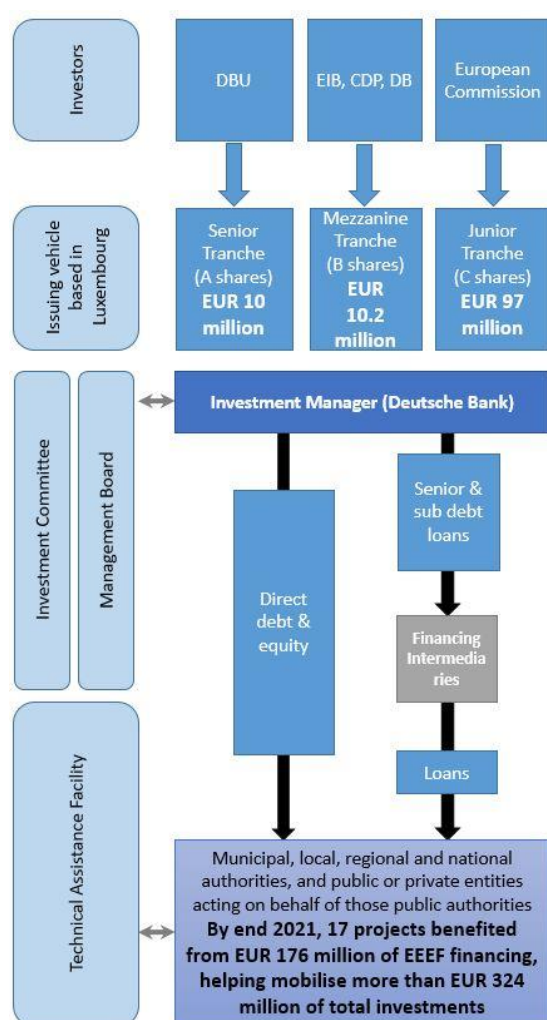 Investors
DBU
EIB, CDP, DB
European
Commission
Issuing vehicle
based in
Luxembourg
Senior
Tranche
(A shares)
EUR 10
million
Mezzanine
Tranche
(B shares)
EUR
10.2
million
Junior
Tranche
(C shares)
EUR 97
million
Investment Committee
Management Board
Investment Manager (Deutsche Bank)
Direct
debt &
equity
Senior &
sub debt
loans
Financing
Intermedia
ries
Loans
Technical Assistance Facility
Municipal, local, regional and national
authorities, and public or private entities
acting on behalf of those public authorities
By end 2021, 17 projects benefited
from EUR 176 million of EEEF financing,
helping mobilise more than EUR 324
million of total investments